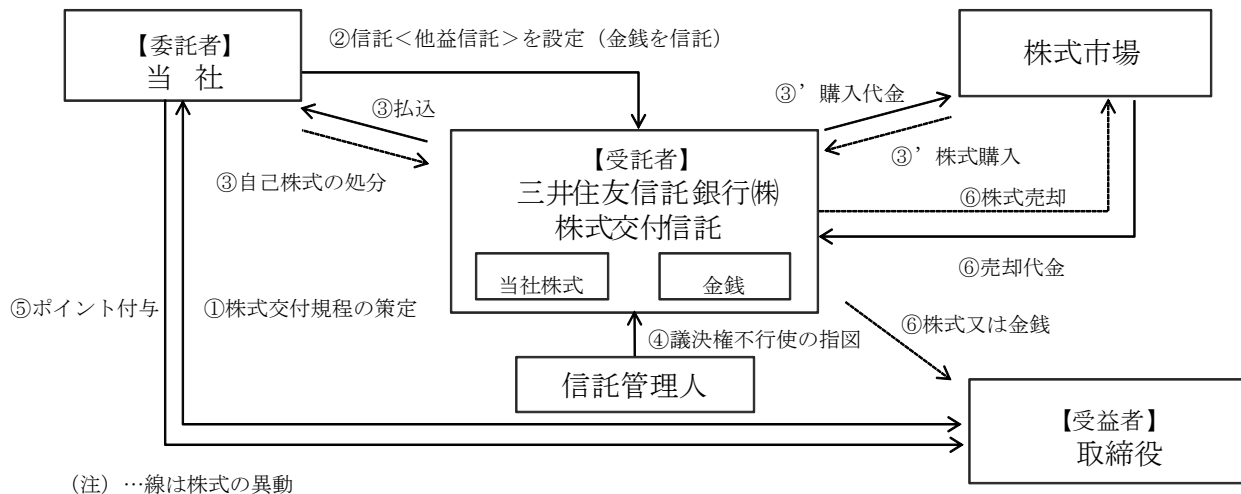 【委託者】
当 社
②信託＜他益信託＞を設定（金銭を信託）
株式市場
③払込
③’購入代金
③自己株式の処分
【受託者】
三井住友信託銀行㈱
株式交付信託
当社株式
金銭
③’株式購入
⑥株式売却
⑥売却代金
⑤ポイント付与
①株式交付規程の策定
④議決権不行使の指図
⑥株式又は金銭
信託管理人
【受益者】
取締役
（注）…線は株式の異動